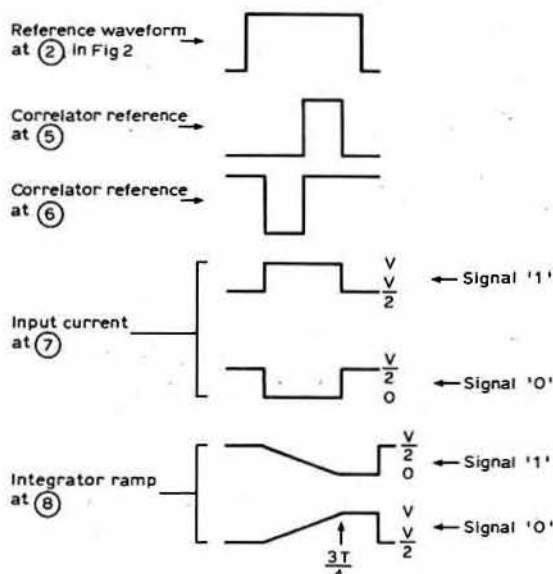 Reference waveform
at ②, in Fig 2
Correlator reference
at ⑤
Correlator reference
at ⑥
V
V/2
Signal '1'
Input current
at ⑦
V/2
0
Signal '0'
V/2
0
Signal '1'
Integrator ramp
at ⑧
V
V/2
Signal '0'
3T/4